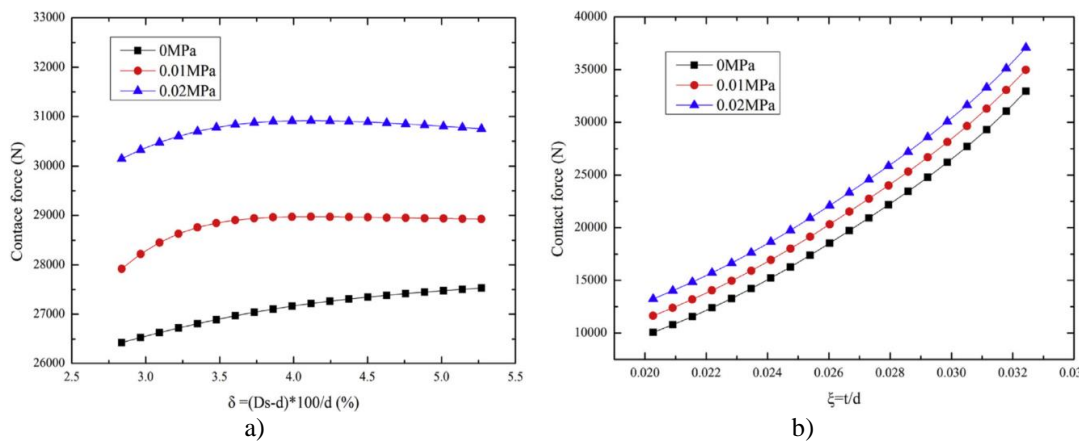 33000
32000
31000
30000
29000
28000
27000
26000
Contace force (N)
0MPa
0.01MPa
0.02MPa
2.5 3.0 3.5 4.0 4.5 5.0 5.5
δ =(Ds-d)*100/d (%)
a)
40000
35000
30000
25000
20000
15000
10000
Contact force (N)
0MPa
0.01MPa
0.02MPa
0.020 0.022 0.024 0.026 0.028 0.030 0.032 0.03
ξ=t/d
b)